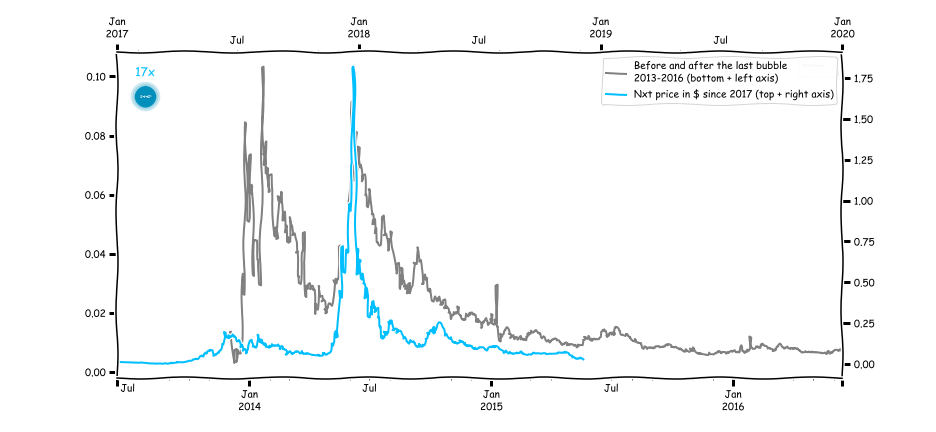 Jan Jan Jan Jan
2017 Jul 2018 Jul 2019 Jul 2020
17x
Before and after the last bubble
2013-2016 (bottom + left axis)
Nxt price in $ since 2017 (top + right axis)
0.10 1.75
0.08 1.50
1.25
0.06 1.00
0.04 0.75
0.50
0.02 0.25
0.00 0.00
Jul Jan Jul Jan Jul Jan
2014 2015 2016